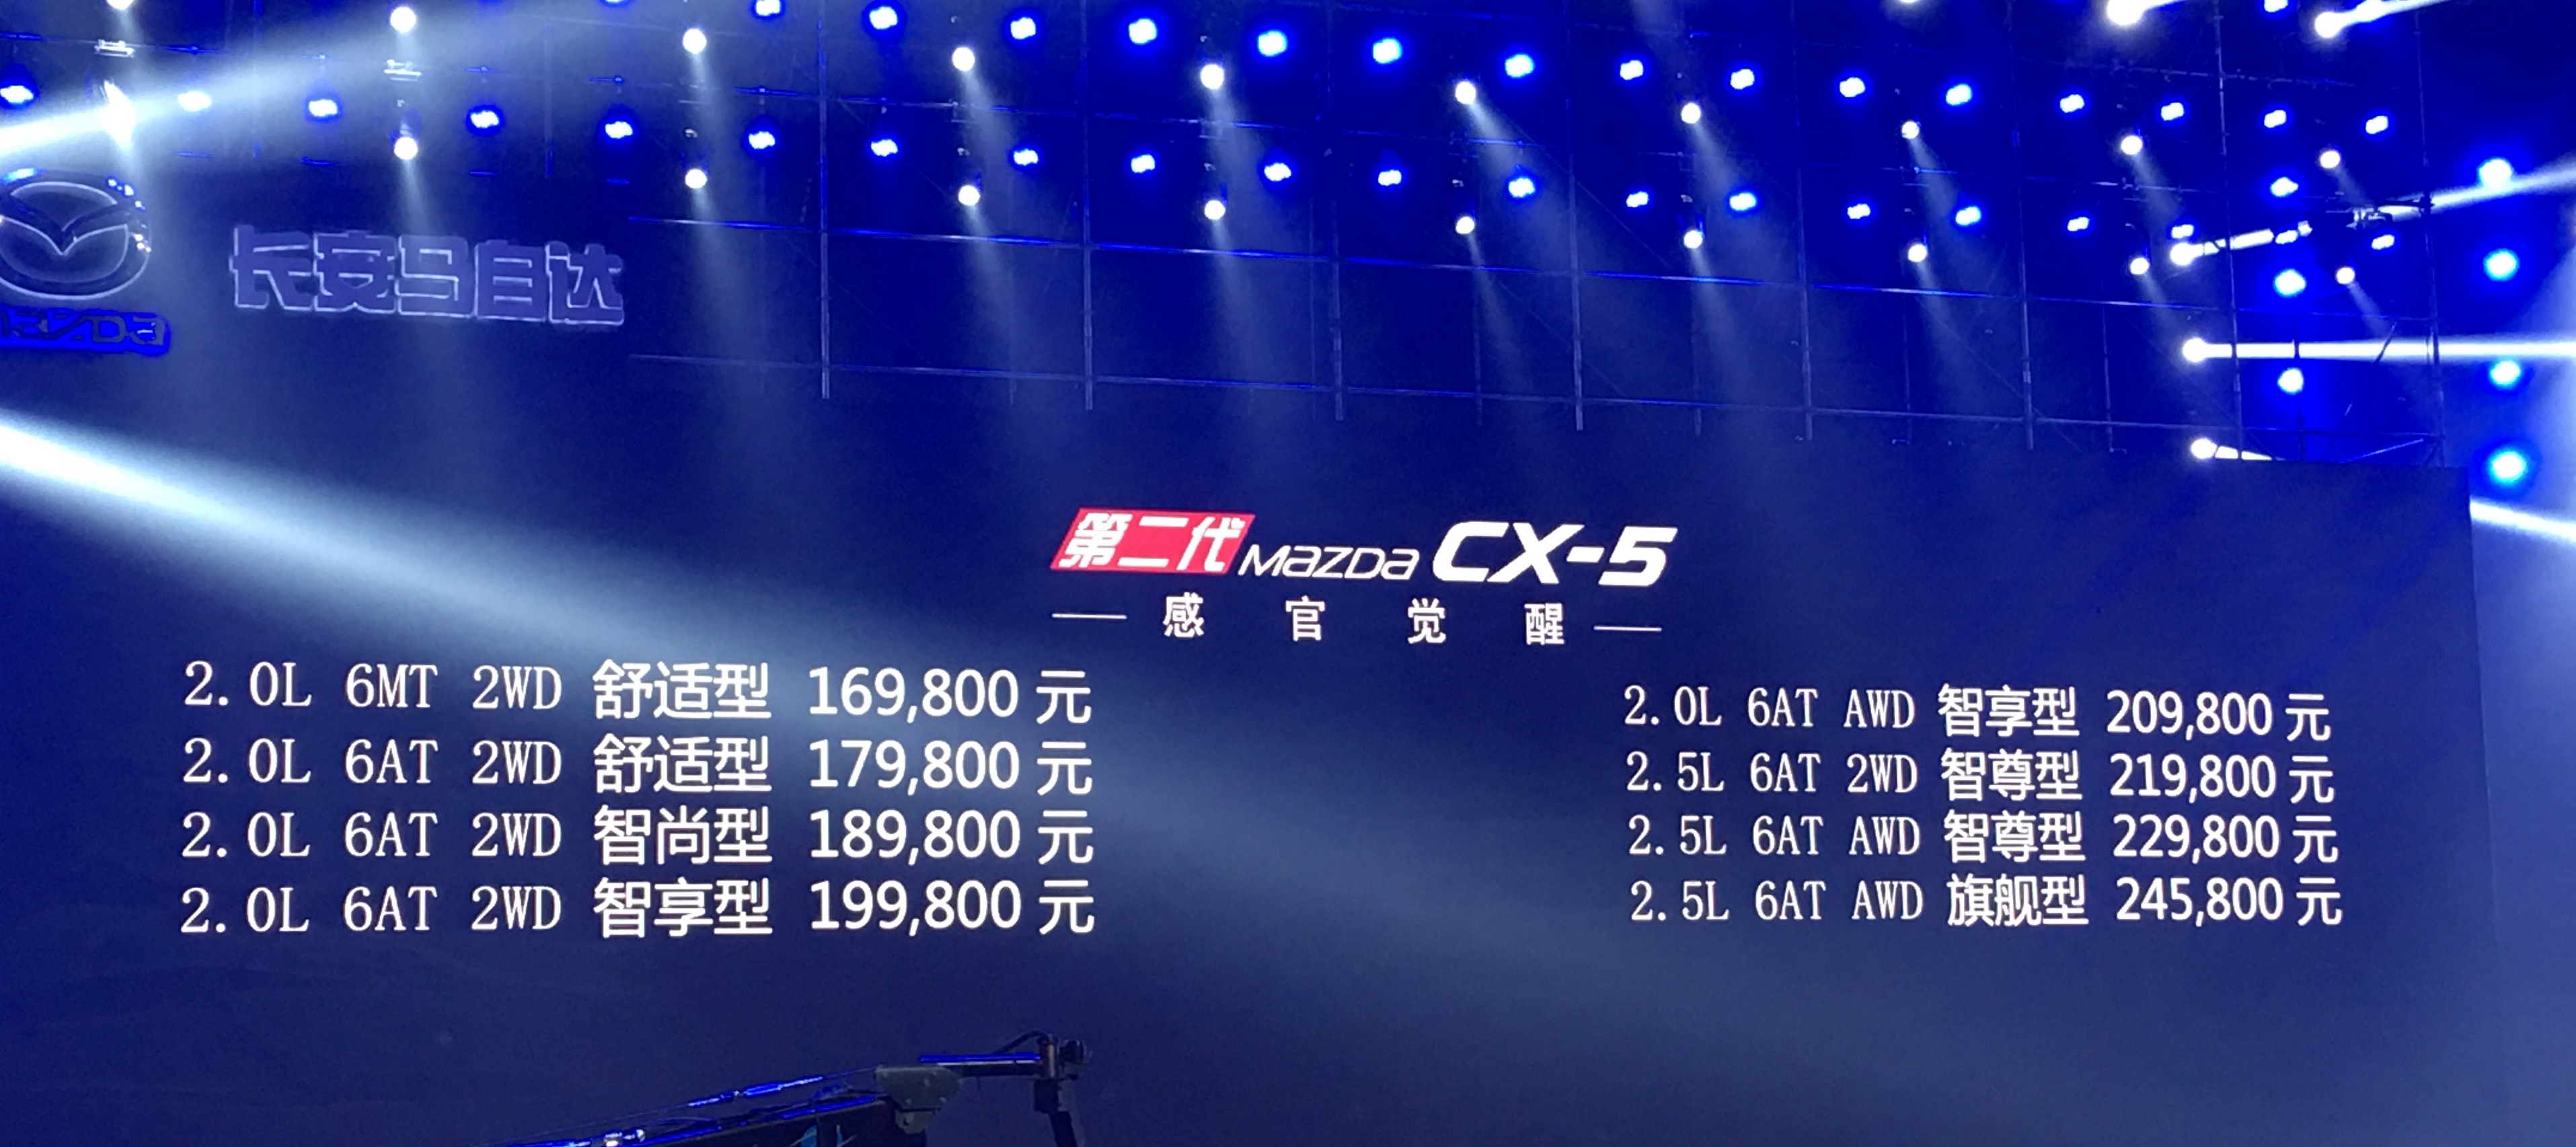 mazda
长安马自达
第二代 mazda CX-5
感官觉醒
2.0L 6MT 2WD 舒适型 169,800 元
2.0L 6AT 2WD 舒适型 179,800 元
2.0L 6AT 2WD 智尚型 189,800 元
2.0L 6AT 2WD 智享型 199,800 元
2.0L 6AT AWD 智享型 209,800 元
2.5L 6AT 2WD 智尊型 219,800 元
2.5L 6AT AWD 智尊型 229,800 元
2.5L 6AT AWD 旗舰型 245,800 元